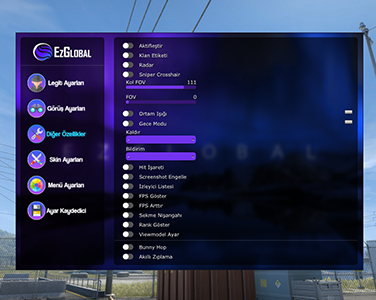 EzGlobal
Legit Ayarları
Görüş Ayarları
Diğer Özellikler
Skin Ayarları
Menü Ayarları
Ayar Kaydedici
Aktifleştir
Klan Etiketi
Radar
Sniper Crosshair
Kol FOV 111
FOV 0
Ortam Işığı
Gece Modu
Kaldır
-
Bildirim
-
EZGLOBAL
Hit İşareti
Screenshot Engelle
İzleyici Listesi
FPS Göster
FPS Arttır
Sekme Nişangahı
Rank Göster
Viewmodel Ayar
Bunny Hop
Akıllı Zıplama